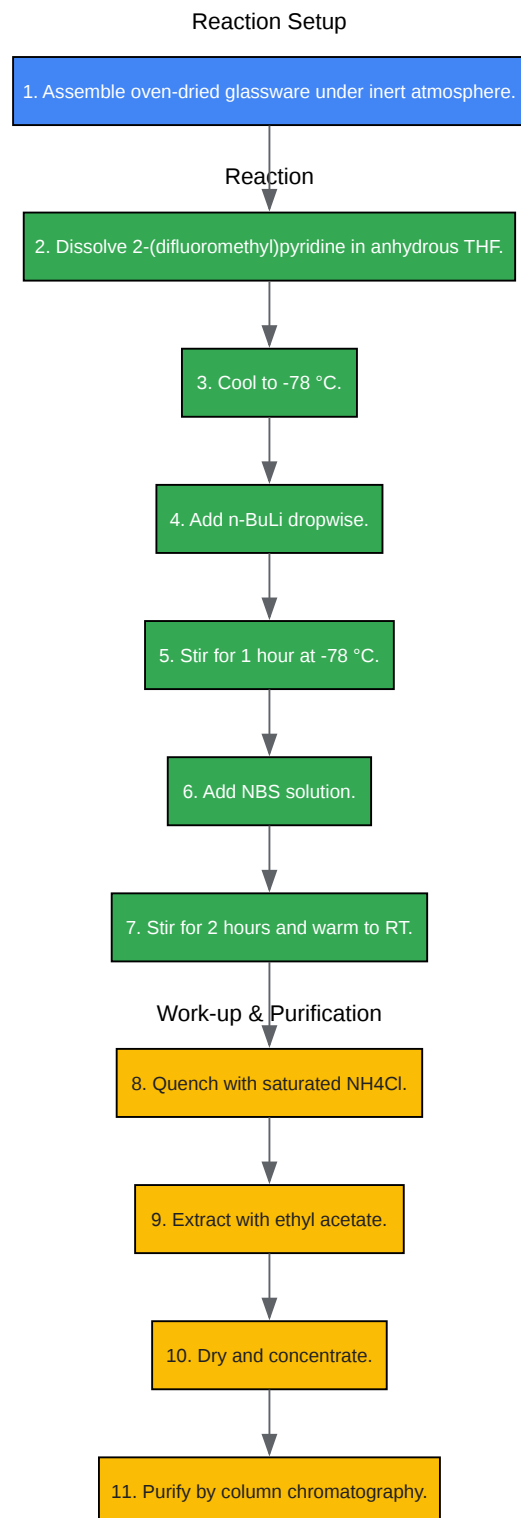 Reaction Setup
1. Assemble oven-dried glassware under inert atmosphere.
Reaction
2. Dissolve 2-(difluoromethyl)pyridine in anhydrous THF.
3. Cool to -78 °C.
4. Add n-BuLi dropwise.
5. Stir for 1 hour at -78 °C.
6. Add NBS solution.
7. Stir for 2 hours and warm to RT.
Work-up & Purification
8. Quench with saturated NH4Cl.
9. Extract with ethyl acetate.
10. Dry and concentrate.
11. Purify by column chromatography.